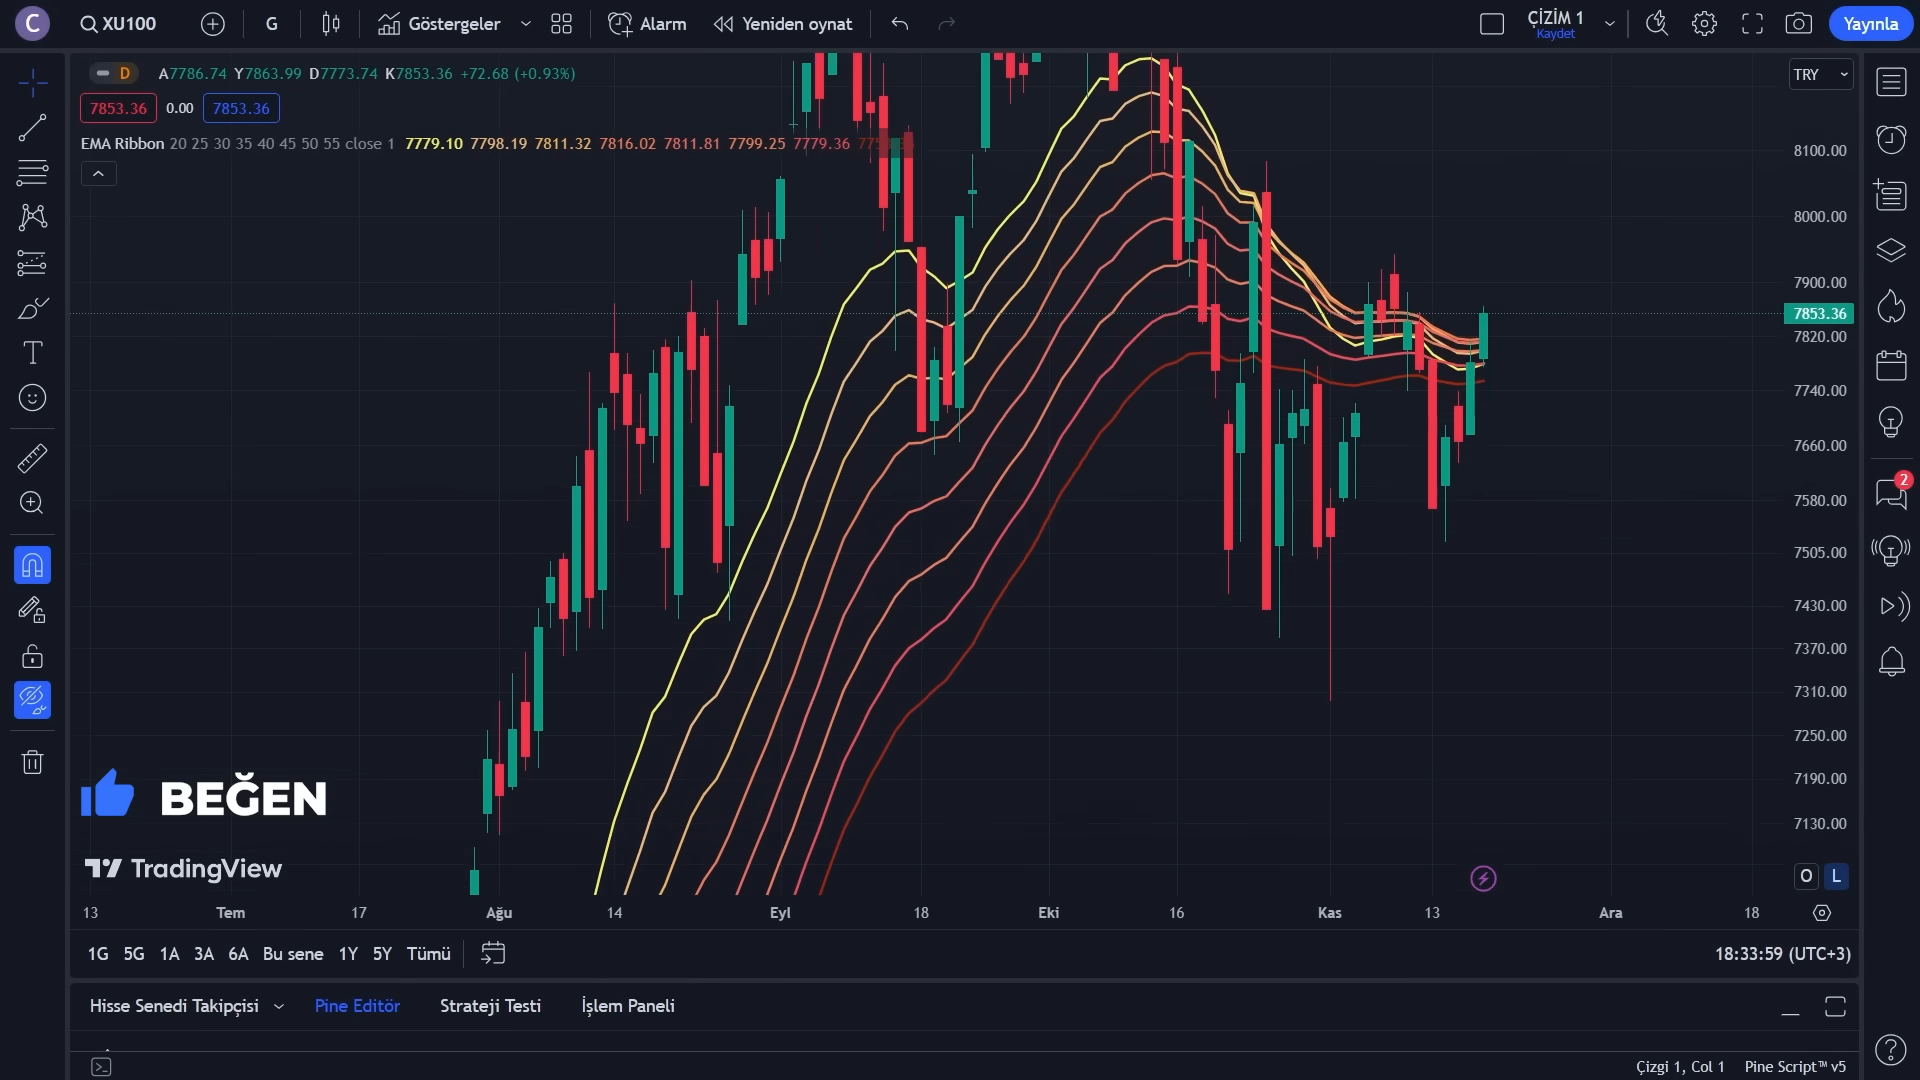 C
XU100
G
Göstergeler
Alarm
Yeniden oynat
ÇİZİM 1
Kaydet
Yayınla
D
A7786.74 Y7863.99 D7773.74 K7853.36 +72.68 (+0.93%)
TRY
7853.36 0.00 7853.36
EMA Ribbon 20 25 30 35 40 45 50 55 close 1 7779.10 7798.19 7811.32 7816.02 7811.81 7799.25 7779.36
8100.00
8000.00
7900.00
7853.36
7820.00
7740.00
7660.00
7580.00
7505.00
7430.00
7370.00
7310.00
7250.00
7190.00
7130.00
2
BEĞEN
TradingView
O L
13 Tem 17 Ağu 14 Eyl 18 Eki 16 Kas 13 Ara 18
1G 5G 1A 3A 6A Bu sene 1Y 5Y Tümü
18:33:59 (UTC+3)
Hisse Senedi Takipçisi Pine Editör Strateji Testi İşlem Paneli
Çizgi 1, Col 1 Pine Script™ v5